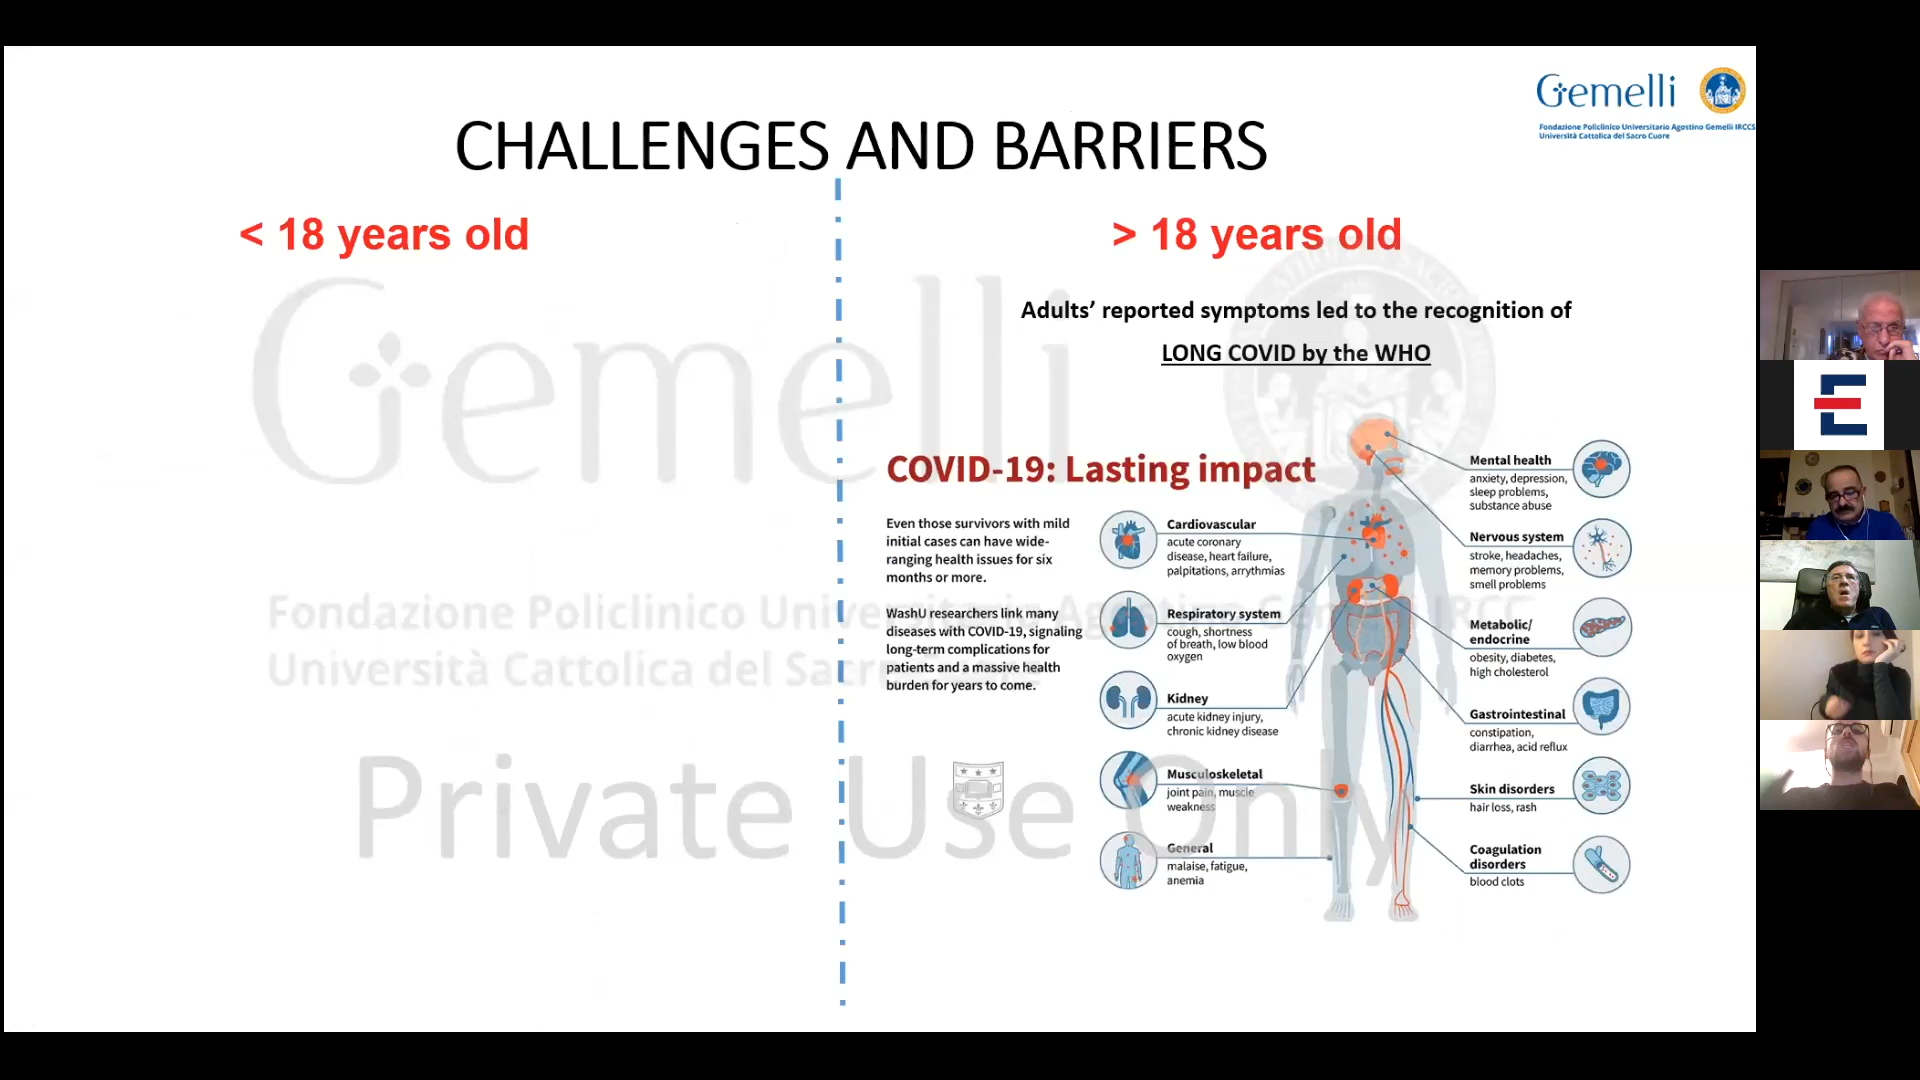 Gemelli
Fondazione Policlinico Universitario Agostino Gemelli IRCCS
Università Cattolica del Sacro Cuore
CHALLENGES AND BARRIERS
< 18 years old
> 18 years old
Adults’ reported symptoms led to the recognition of
LONG COVID by the WHO
COVID-19: Lasting impact
Even those survivors with mild
initial cases can have wide-
ranging health issues for six
months or more.
WashU researchers link many
diseases with COVID-19, signaling
long-term complications for
patients and a massive health
burden for years to come.
Cardiovascular
acute coronary
disease, heart failure,
palpitations, arrythmias
Respiratory system
cough, shortness
of breath, low blood
oxygen
Kidney
acute kidney injury,
chronic kidney disease
Musculoskeletal
joint pain, muscle
weakness
General
malaise, fatigue,
anemia
Mental health
anxiety, depression,
sleep problems,
substance abuse
Nervous system
stroke, headaches,
memory problems,
smell problems
Metabolic/
endocrine
obesity, diabetes,
high cholesterol
Gastrointestinal
constipation,
diarrhea, acid reflux
Skin disorders
hair loss, rash
Coagulation
disorders
blood clots
Gemelli
Fondazione Policlinico Universitario Agostino Gemelli IRCC
Università Cattolica del Sacro Cuore
Private Use Only
E